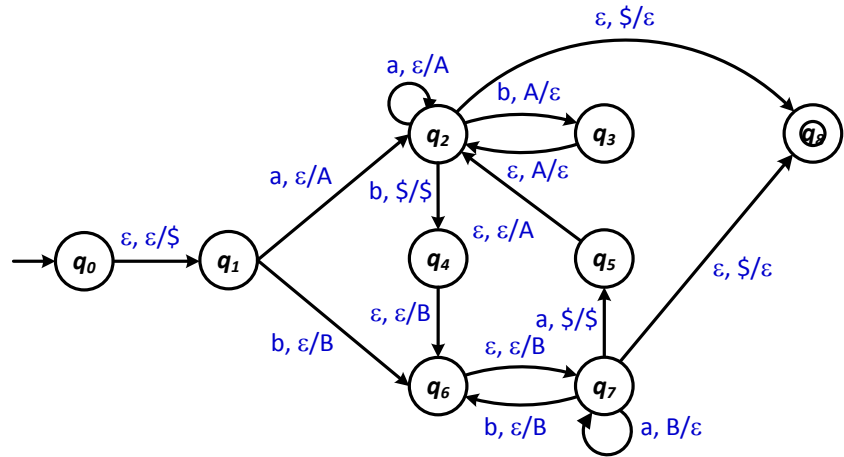 ε, $/ε
a, ε/A
b, A/ε
q2
q3
q8
ε, A/ε
a, ε/A
b, $/$
ε, ε/$
ε, ε/A
q0
q1
q4
q5
ε, $/ε
ε, ε/B
a, $/$
b, ε/B
ε, ε/B
q6
q7
b, ε/B
a, B/ε